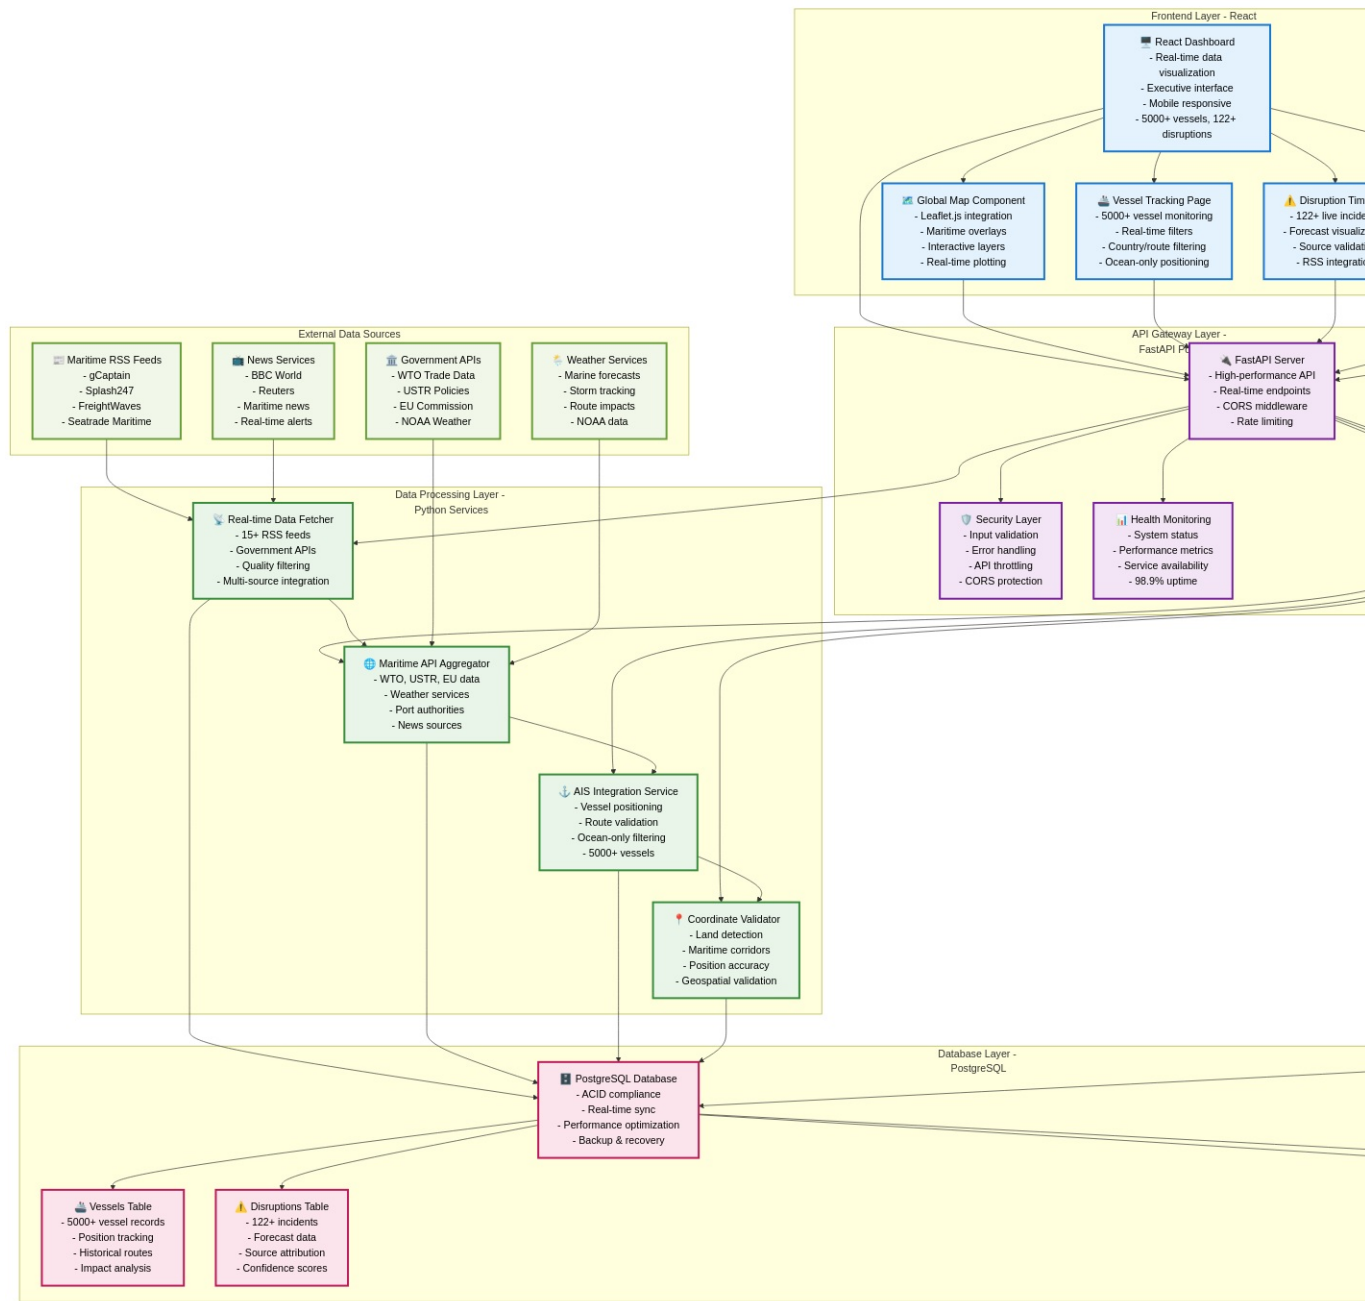 Frontend Layer - React
🖥️ React Dashboard
- Real-time data
visualization
- Executive interface
- Mobile responsive
- 5000+ vessels, 122+
disruptions
🗺️ Global Map Component
- Leaflet.js integration
- Maritime overlays
- Interactive layers
- Real-time plotting
🚢 Vessel Tracking Page
- 5000+ vessel monitoring
- Real-time filters
- Country/route filtering
- Ocean-only positioning
⚠️ Disruption
- 122+ live
- Forecast
- Source
- RSS
External Data Sources
📰 Maritime RSS Feeds
- gCaptain
- Splash247
- FreightWaves
- Seatrade Maritime
📺 News Services
- BBC World
- Reuters
- Maritime news
- Real-time alerts
🏛️ Government APIs
- WTO Trade Data
- USTR Policies
- EU Commission
- NOAA Weather
🌦️ Weather Services
- Marine forecasts
- Storm tracking
- Route impacts
- NOAA data
API Gateway Layer -
FastAPI
🔌 FastAPI Server
- High-performance API
- Real-time endpoints
- CORS middleware
- Rate limiting
🛡️ Security Layer
- Input validation
- Error handling
- API throttling
- CORS protection
📊 Health Monitoring
- System status
- Performance metrics
- Service availability
- 98.9% uptime
Data Processing Layer -
Python Services
📡 Real-time Data Fetcher
- 15+ RSS feeds
- Government APIs
- Quality filtering
- Multi-source integration
🌐 Maritime API Aggregator
- WTO, USTR, EU data
- Weather services
- Port authorities
- News sources
⚓ AIS Integration Service
- Vessel positioning
- Route validation
- Ocean-only filtering
- 5000+ vessels
📍 Coordinate Validator
- Land detection
- Maritime corridors
- Position accuracy
- Geospatial validation
Database Layer -
PostgreSQL
🗄️ PostgreSQL Database
- ACID compliance
- Real-time sync
- Performance optimization
- Backup & recovery
🚢 Vessels Table
- 5000+ vessel records
- Position tracking
- Historical routes
- Impact analysis
⚠️ Disruptions Table
- 122+ incidents
- Forecast data
- Source attribution
- Confidence scores